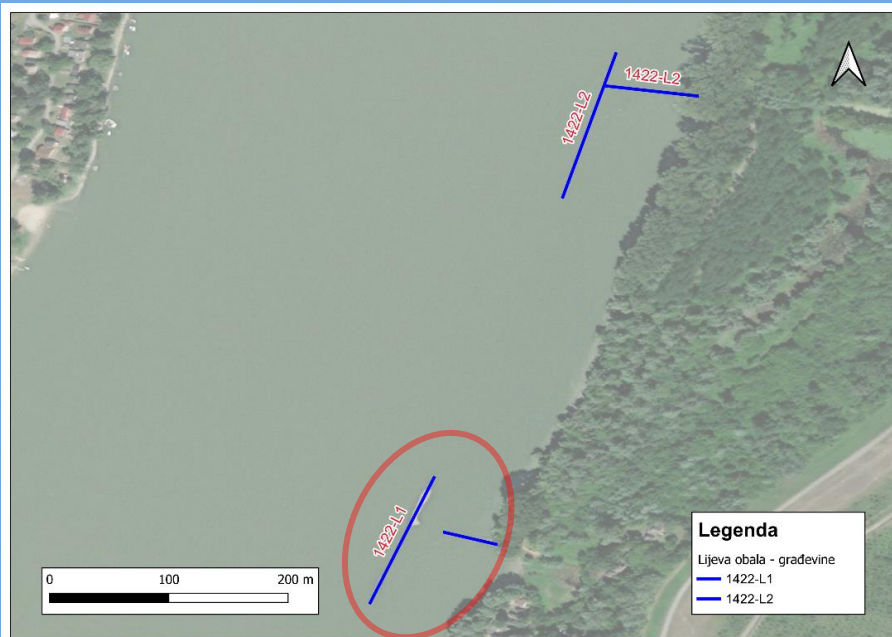 1422-L2
1422-L2
1422-L1
0 100 200 m
Legenda
Lijeva obala - građevine
1422-L1
1422-L2